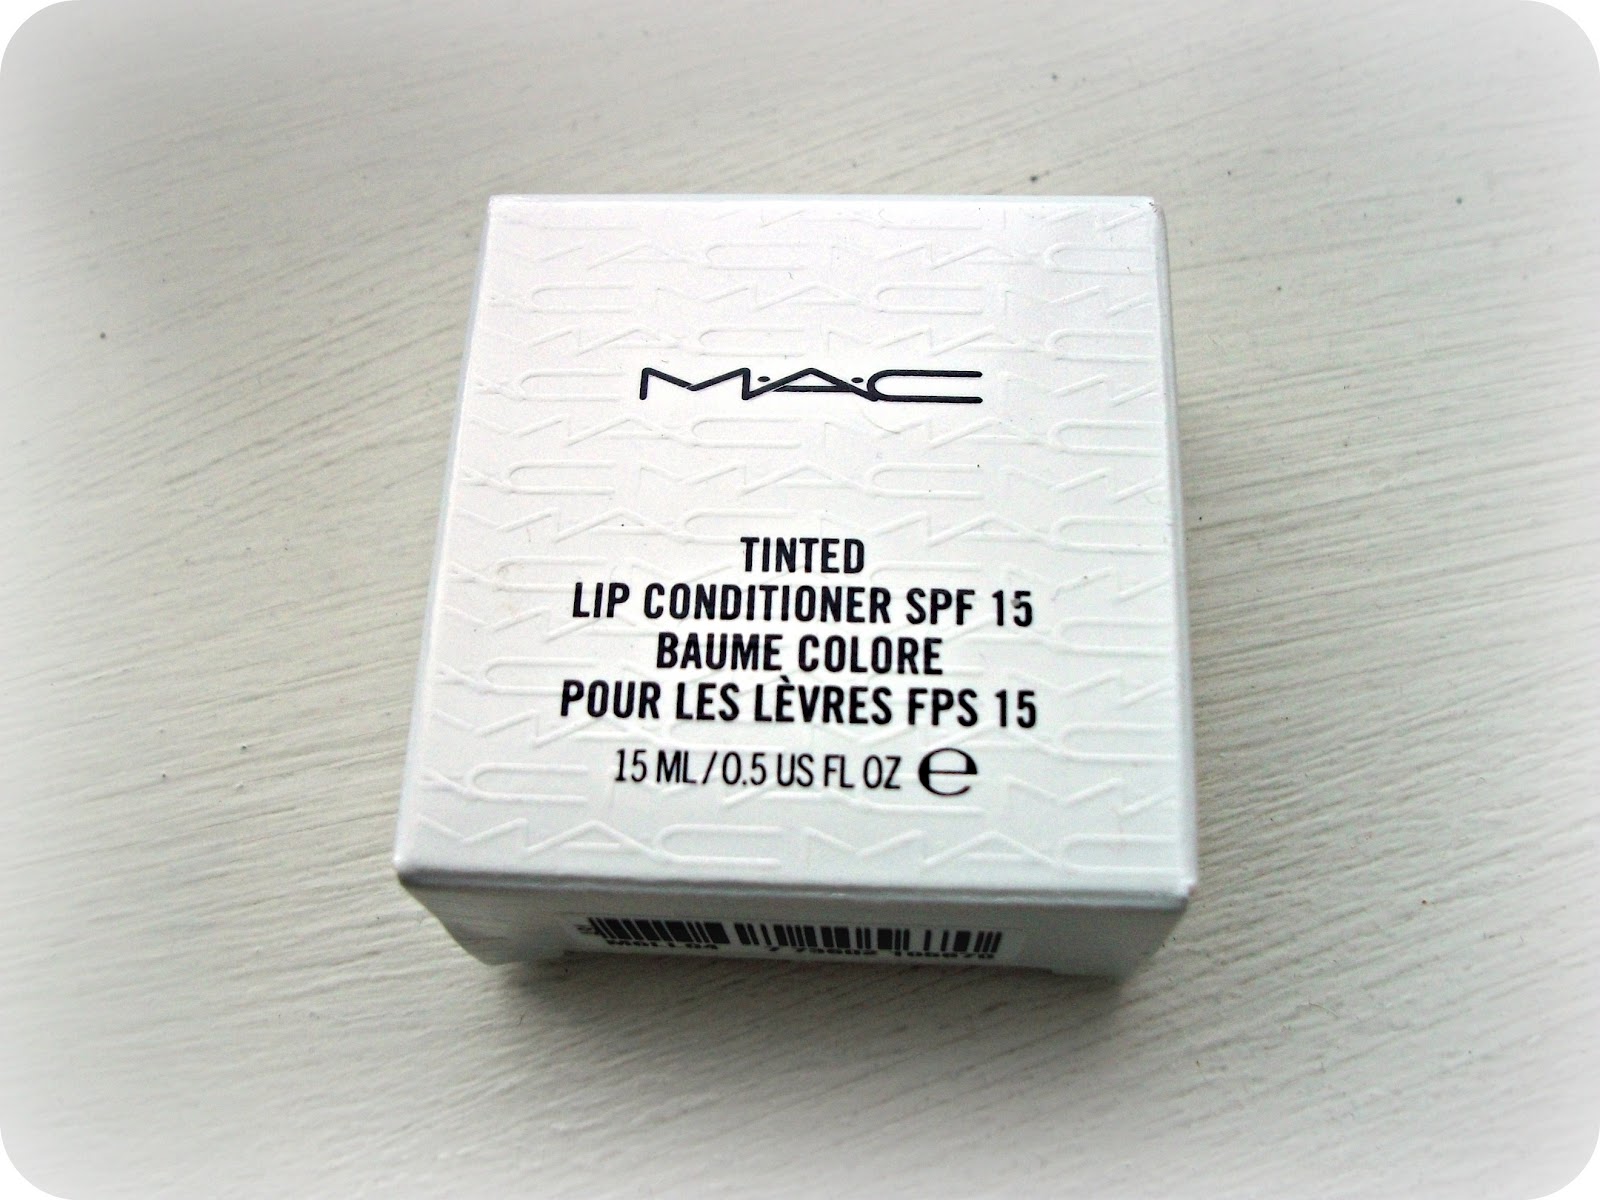 M·A·C
TINTED
LIP CONDITIONER SPF 15
BAUME COLORE
POUR LES LÈVRES FPS 15
15 ML / 0.5 US FL OZ ℮